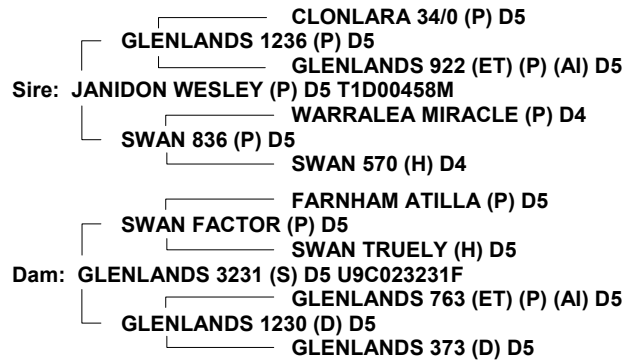 CLONLARA 34/0 (P) D5
GLENLANDS 1236 (P) D5
GLENLANDS 922 (ET) (P) (AI) D5
Sire: JANIDON WESLEY (P) D5 T1D00458M
WARRALEA MIRACLE (P) D4
SWAN 836 (P) D5
SWAN 570 (H) D4
FARNHAM ATILLA (P) D5
SWAN FACTOR (P) D5
SWAN TRUELY (H) D5
Dam: GLENLANDS 3231 (S) D5 U9C023231F
GLENLANDS 763 (ET) (P) (AI) D5
GLENLANDS 1230 (D) D5
GLENLANDS 373 (D) D5